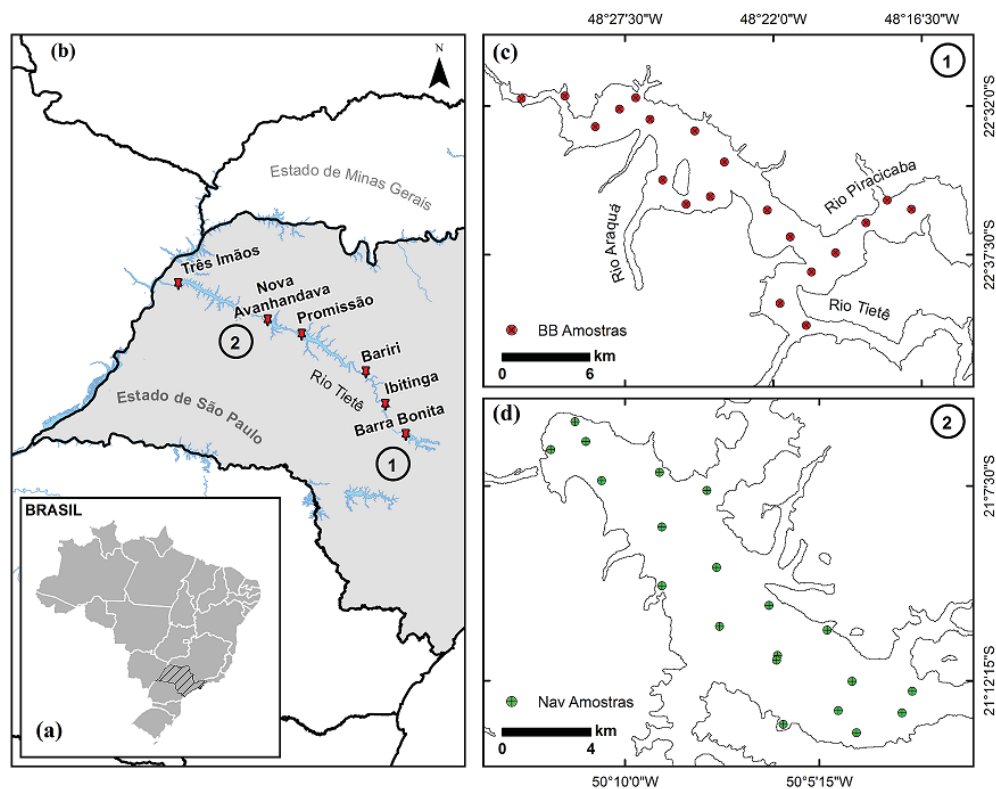 (b)
N
Estado de Minas Gerais
Três Imãos
Nova
Avanhandava
Promissão
2
Bariri
Rio Tietê
Ibitinga
Estado de São Paulo
Barra Bonita
1
BRASIL
(a)
48°27'30"W
48°22'0"W
48°16'30"W
(c)
1
22°32'0"S
Rio Piracicaba
Rio Araquá
22°37'30"S
Rio Tietê
BB Amostras
km
0
6
(d)
2
21°7'30"S
21°12'15"S
Nav Amostras
km
0
4
50°10'0"W
50°5'15"W